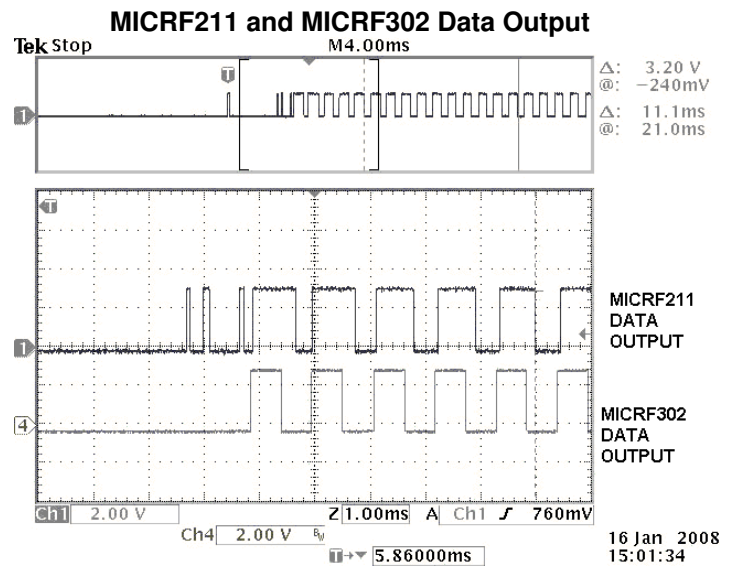 MICRF211 and MICRF302 Data Output
Tek Stop
M4.00ms
T
1
Δ: 3.20 V
@: −240mV
Δ: 11.1ms
@: 21.0ms
T
1
MICRF211
DATA
OUTPUT
4
MICRF302
DATA
OUTPUT
Ch1 2.00 V Z 1.00ms A Ch1 ʃ 760mV
Ch4 2.00 V BW
T→▼ 5.86000ms
16 Jan 2008
15:01:34